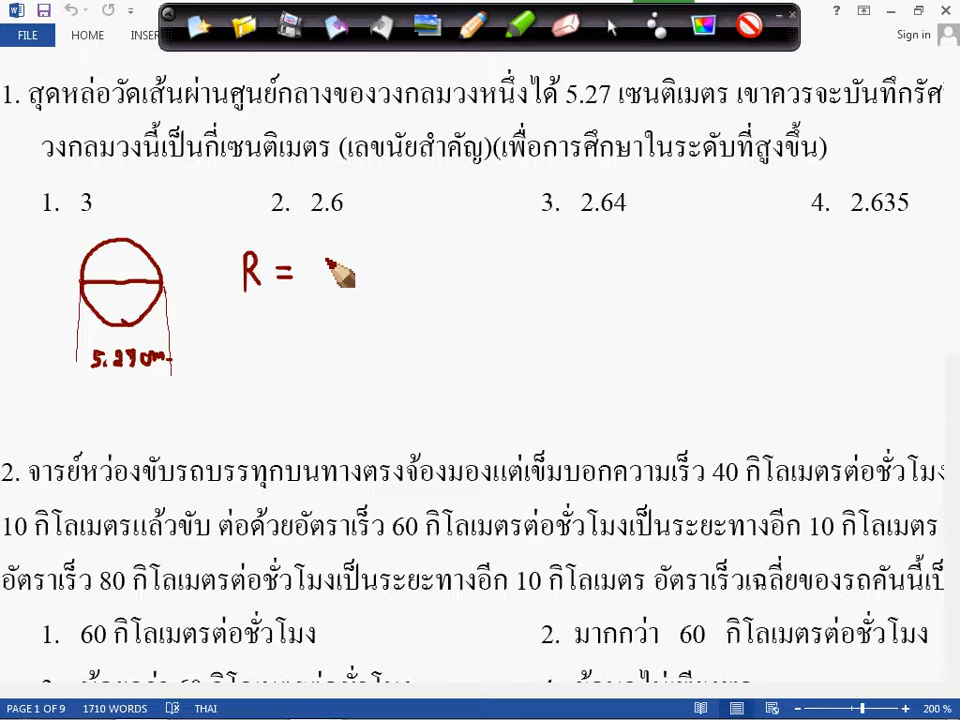 FILE HOME INSER
? Sign in
1. สุดหล่อวัดเส้นผ่านศูนย์กลางของวงกลมวงหนึ่งได้ 5.27 เซนติเมตร เขาควรจะบันทึกรัศ
วงกลมวงนี้เป็นกี่เซนติเมตร (เลขนัยสำคัญ)(เพื่อการศึกษาในระดับที่สูงขึ้น)
1. 3 2. 2.6 3. 2.64 4. 2.635
R =
5.27 cm
2. จารย์หว่องขับรถบรรทุกบนทางตรงจ้องมองแต่เข็มบอกความเร็ว 40 กิโลเมตรต่อชั่วโมง
10 กิโลเมตรแล้วขับ ต่อด้วยอัตราเร็ว 60 กิโลเมตรต่อชั่วโมงเป็นระยะทางอีก 10 กิโลเมตร
อัตราเร็ว 80 กิโลเมตรต่อชั่วโมงเป็นระยะทางอีก 10 กิโลเมตร อัตราเร็วเฉลี่ยของรถคันนี้เป็
1. 60 กิโลเมตรต่อชั่วโมง 2. มากกว่า 60 กิโลเมตรต่อชั่วโมง
PAGE 1 OF 9 1710 WORDS THAI 200 %